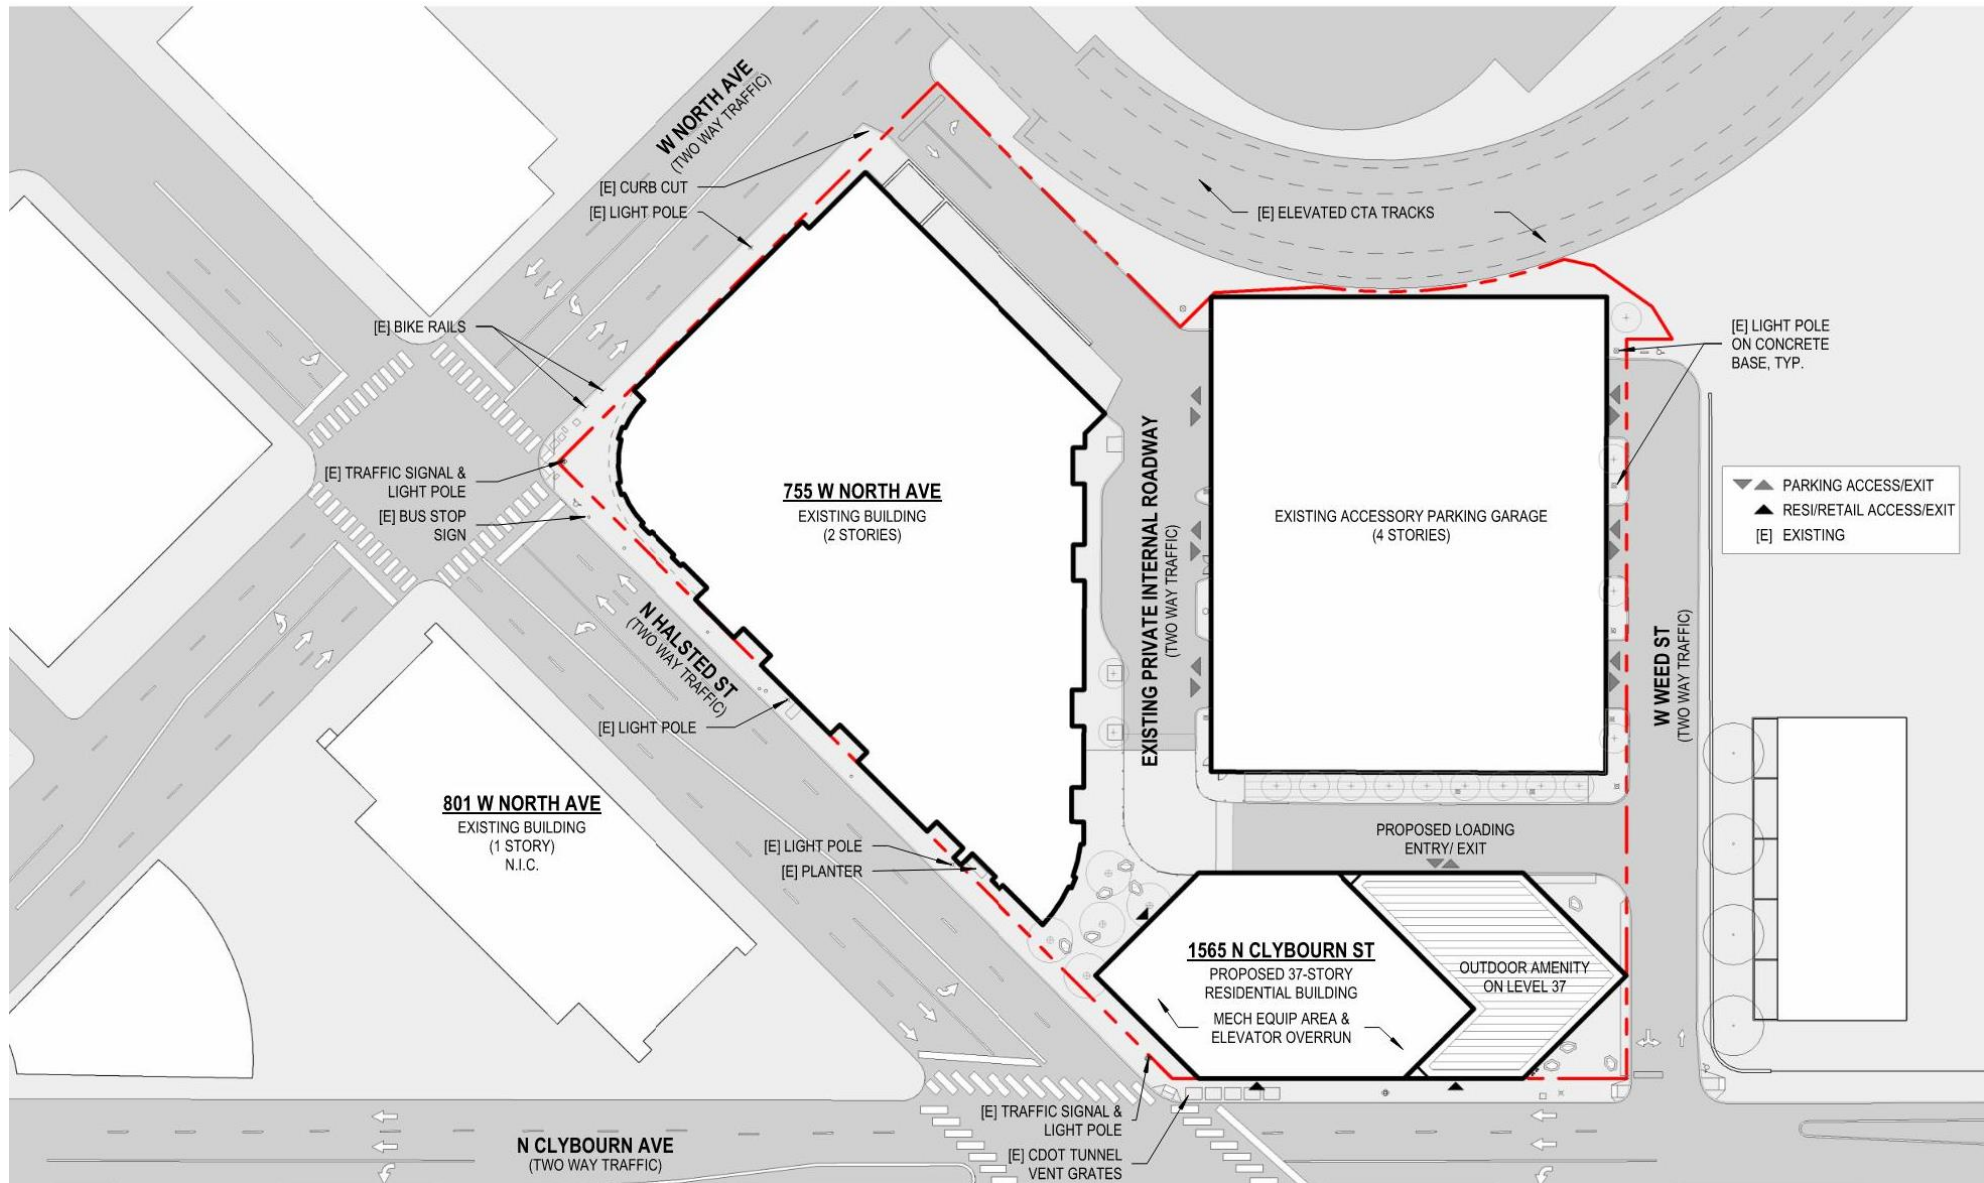 W NORTH AVE
(TWO WAY TRAFFIC)
[E] CURB CUT
[E] LIGHT POLE
[E] ELEVATED CTA TRACKS
[E] BIKE RAILS
[E] LIGHT POLE
ON CONCRETE
BASE, TYP.
[E] TRAFFIC SIGNAL &
LIGHT POLE
[E] BUS STOP
SIGN
755 W NORTH AVE
EXISTING BUILDING
(2 STORIES)
EXISTING PRIVATE INTERNAL ROADWAY
(TWO WAY TRAFFIC)
EXISTING ACCESSORY PARKING GARAGE
(4 STORIES)
PARKING ACCESS/EXIT
RESI/RETAIL ACCESS/EXIT
[E] EXISTING
N HALSTED ST
(TWO WAY TRAFFIC)
[E] LIGHT POLE
W WEED ST
(TWO WAY TRAFFIC)
801 W NORTH AVE
EXISTING BUILDING
(1 STORY)
N.I.C.
[E] LIGHT POLE
[E] PLANTER
PROPOSED LOADING
ENTRY/ EXIT
1565 N CLYBOURN ST
PROPOSED 37-STORY
RESIDENTIAL BUILDING
MECH EQUIP AREA &
ELEVATOR OVERRUN
OUTDOOR AMENITY
ON LEVEL 37
[E] TRAFFIC SIGNAL &
LIGHT POLE
[E] CDOT TUNNEL
VENT GRATES
N CLYBOURN AVE
(TWO WAY TRAFFIC)